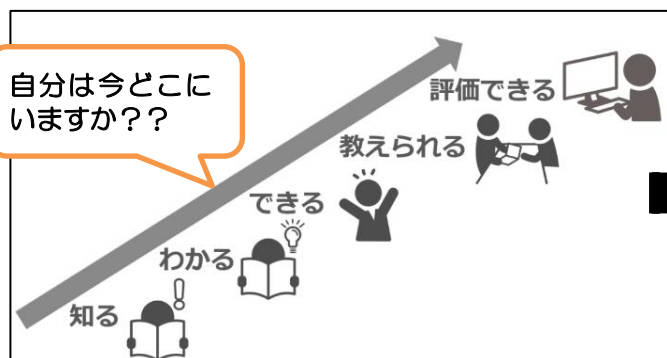 自分は今どこに
いますか？？
評価できる
教えられる
できる
わかる
知る